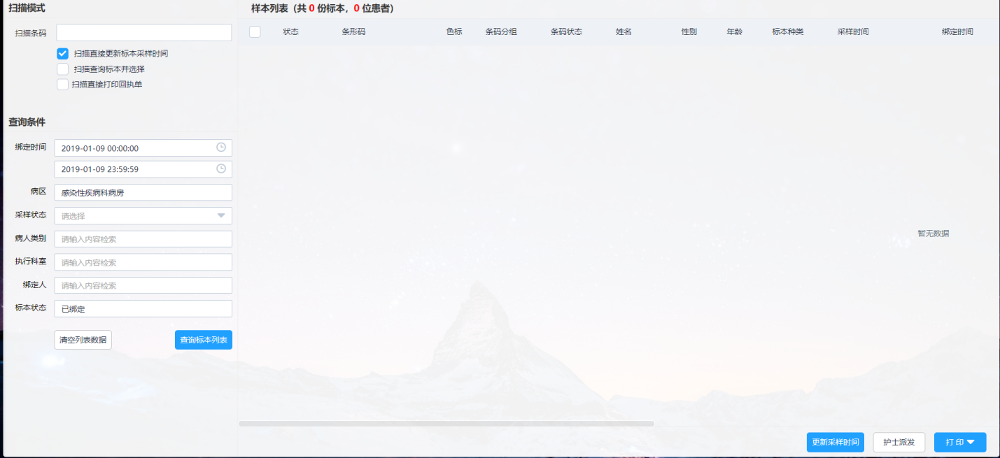 扫描模式
扫描条码
扫描直接更新标本采样时间
扫描查询标本并选择
扫描直接打印回执单
查询条件
绑定时间 2019-01-09 00:00:00
2019-01-09 23:59:59
病区 感染性疾病科病房
采样状态 请选择
病人类别 请输入内容检索
执行科室 请输入内容检索
绑定人 请输入内容检索
标本状态 已绑定
清空列表数据 查询标本列表
样本列表（共 0 份标本，0 位患者）
状态 条形码 色标 条码分组 条码状态 姓名 性别 年龄 标本种类 采样时间 绑定时间
暂无数据
更新采样时间 护士派发 打 印